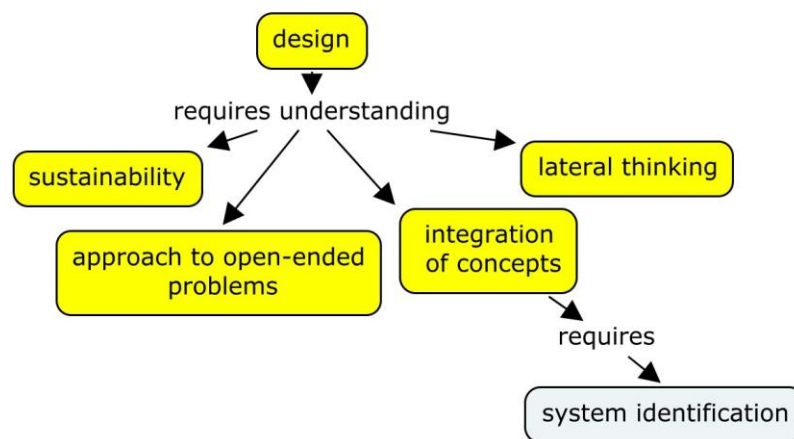 design
requires understanding
sustainability
lateral thinking
approach to open-ended
problems
integration
of concepts
requires
system identification